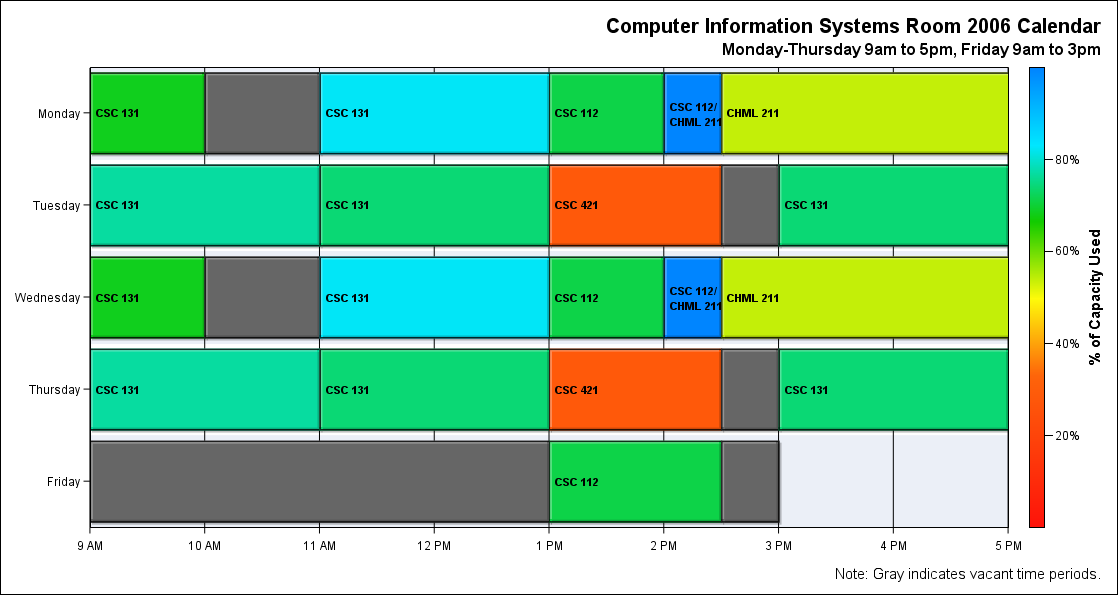 Computer Information Systems Room 2006 Calendar
Monday-Thursday 9am to 5pm, Friday 9am to 3pm
Monday
CSC 131
CSC 131
CSC 112
CSC 112/
CHML 211
CHML 211
Tuesday
CSC 131
CSC 131
CSC 421
CSC 131
Wednesday
CSC 131
CSC 131
CSC 112
CSC 112/
CHML 211
CHML 211
Thursday
CSC 131
CSC 131
CSC 421
CSC 131
Friday
CSC 112
9 AM
10 AM
11 AM
12 PM
1 PM
2 PM
3 PM
4 PM
5 PM
80%
60%
40%
20%
% of Capacity Used
Note: Gray indicates vacant time periods.